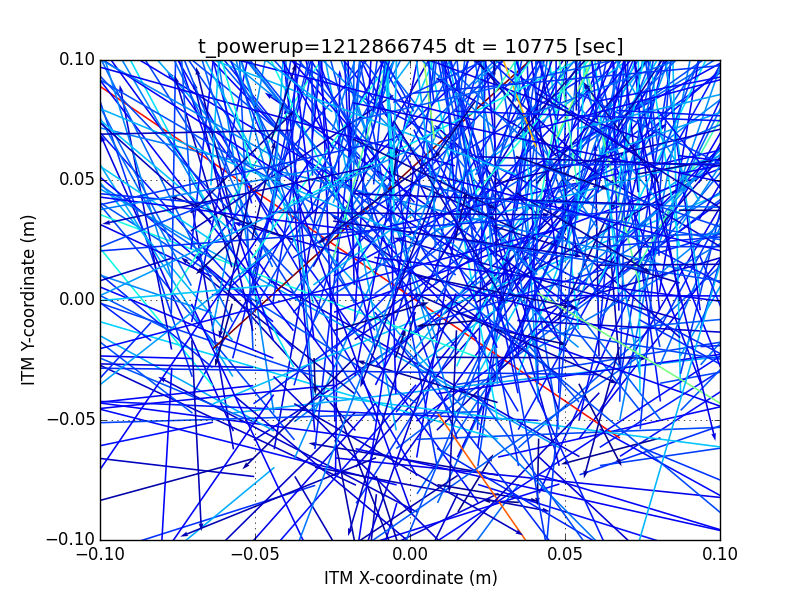 t_powerup=1212866745 dt = 10775 [sec]
0.10
0.05
0.00
−0.05
−0.10
ITM Y-coordinate (m)
−0.10 −0.05 0.00 0.05 0.10
ITM X-coordinate (m)